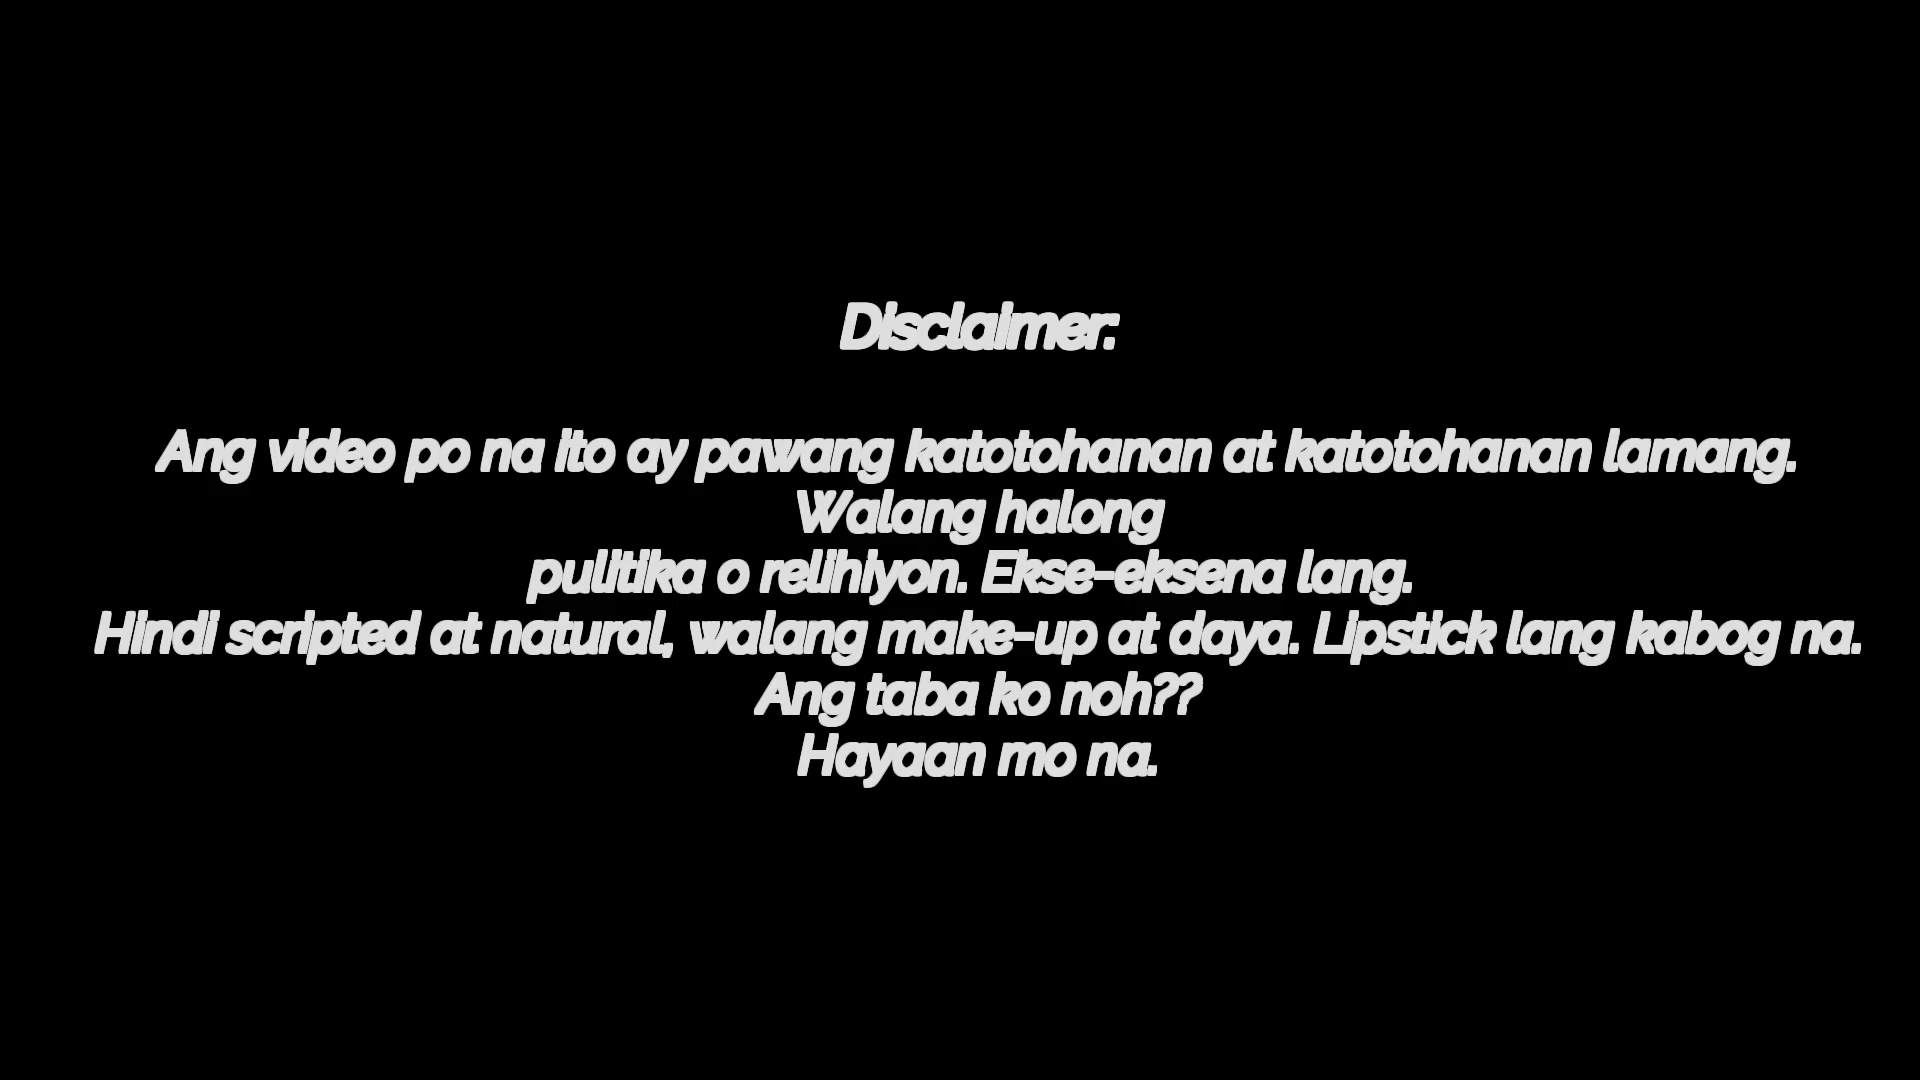 Disclaimer:
Ang video po na ito ay pawang katotohanan at katotohanan lamang.
Walang halong
pulitika o relihiyon. Ekse-eksena lang.
Hindi scripted at natural, walang make-up at daya. Lipstick lang kabog na.
Ang taba ko noh??
Hayaan mo na.